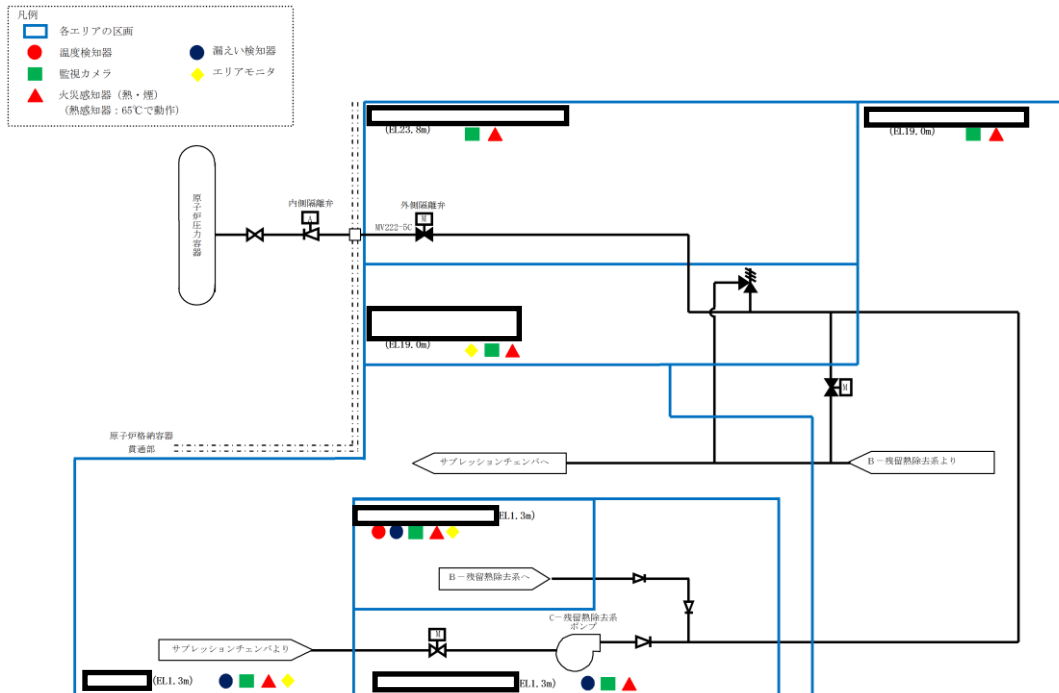 凡例
各エリアの区画
温度検知器
漏えい検知器
監視カメラ
エリアモニタ
火災感知器（熱・煙）
（熱感知器：65℃で動作）
(EL23.8m)
(EL19.0m)
原子炉圧力容器
内側隔離弁
A
外側隔離弁
M
MV222-5C
(EL19.0m)
M
原子炉格納容器
貫通部
サプレッションチェンバへ
B－残留熱除去系より
EL1.3m)
B－残留熱除去系へ
C－残留熱除去系
ポンプ
M
サプレッションチェンバより
(EL1.3m)
EL1.3m)